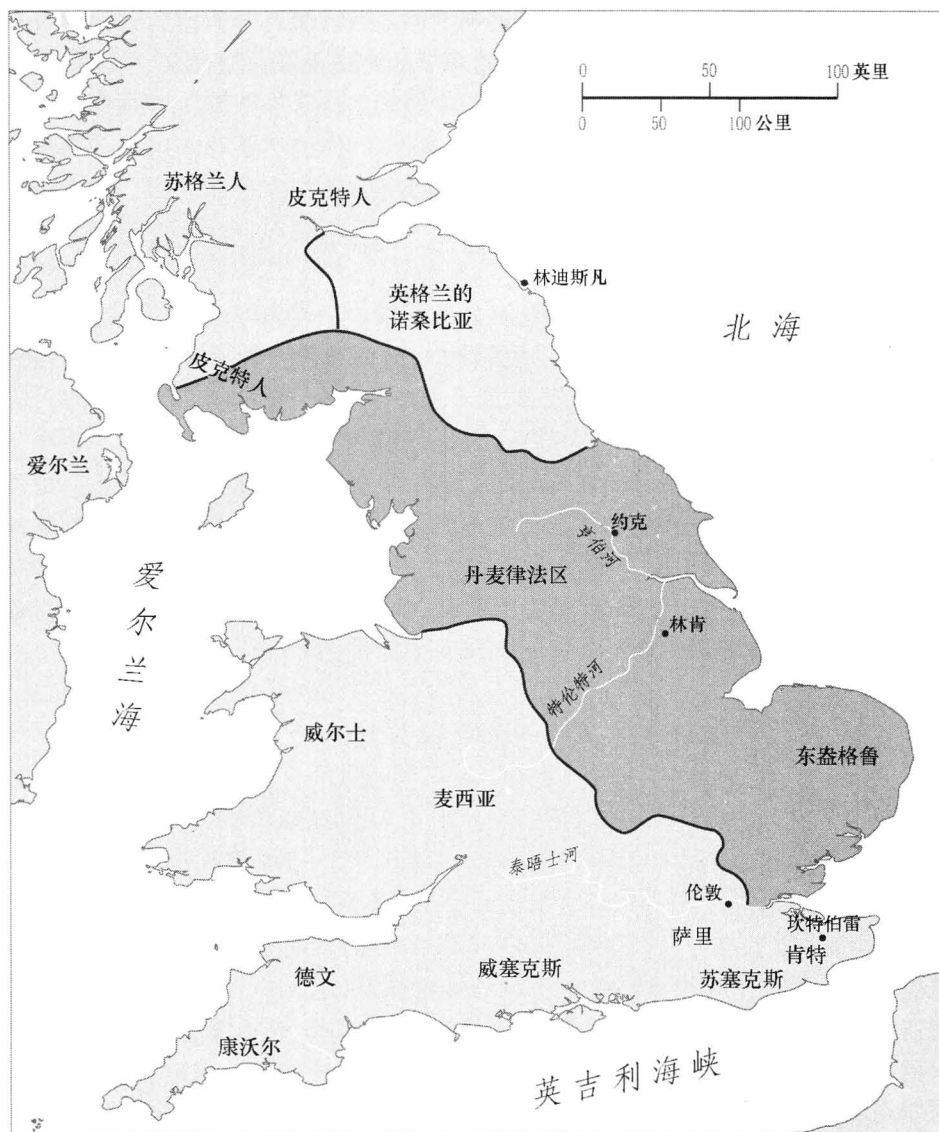 0 50 100 英里
0 50 100 公里
苏格兰人
皮克特人
林迪斯凡
英格兰的
诺桑比亚
北海
皮克特人
爱尔兰
约克
亨伯河
丹麦律法区
爱尔兰海
林肯
特伦特河
威尔士
东盎格鲁
麦西亚
泰晤士河
伦敦
坎特伯雷
萨里
肯特
德文
威塞克斯
苏塞克斯
康沃尔
英吉利海峡